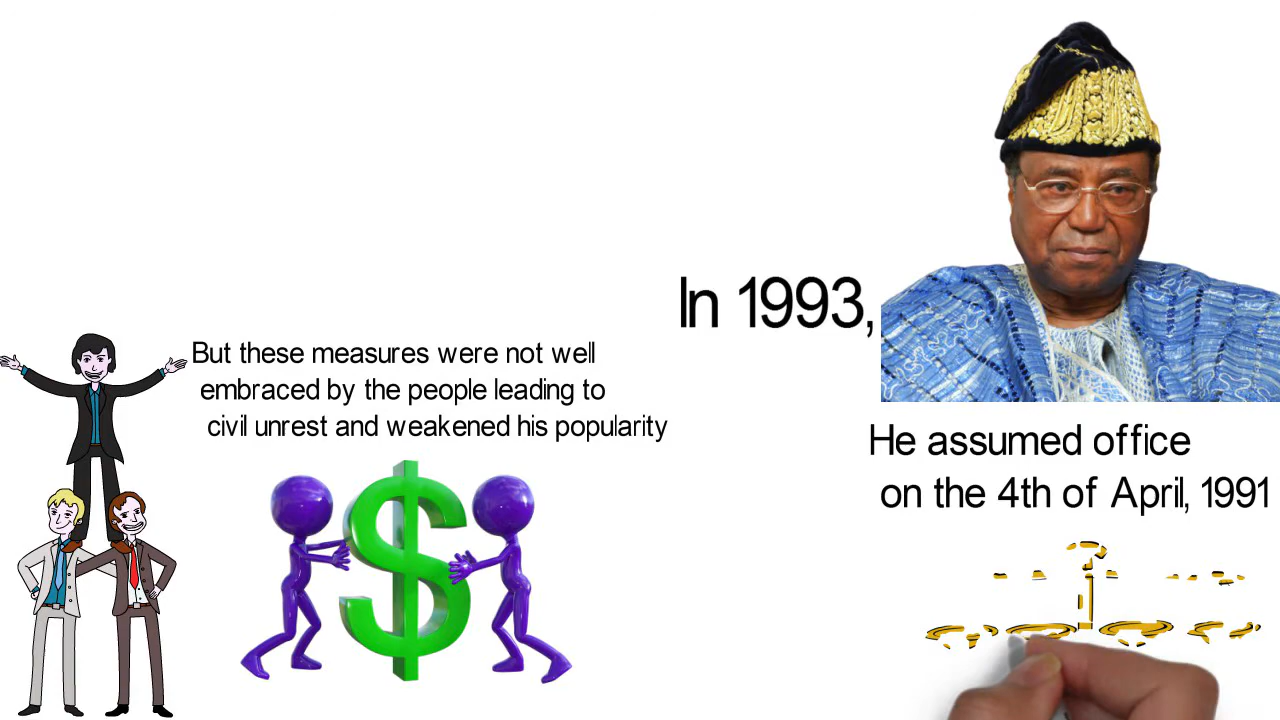 But these measures were not well
embraced by the people leading to
civil unrest and weakened his popularity
In 1993,
He assumed office
on the 4th of April, 1991